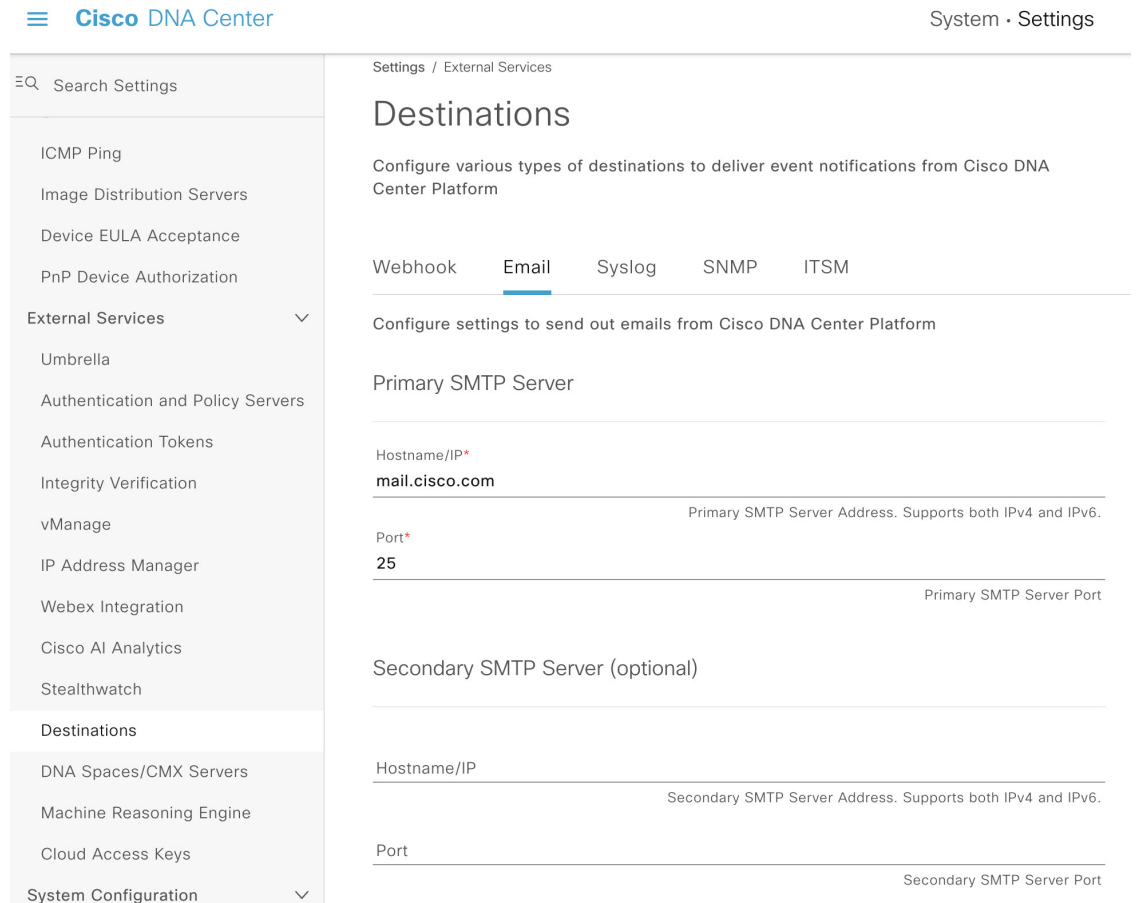 Cisco DNA Center
System · Settings
Search Settings
ICMP Ping
Image Distribution Servers
Device EULA Acceptance
PnP Device Authorization
External Services
Umbrella
Authentication and Policy Servers
Authentication Tokens
Integrity Verification
vManage
IP Address Manager
Webex Integration
Cisco AI Analytics
Stealthwatch
Destinations
DNA Spaces/CMX Servers
Machine Reasoning Engine
Cloud Access Keys
System Configuration
Settings / External Services
Destinations
Configure various types of destinations to deliver event notifications from Cisco DNA
Center Platform
Webhook Email Syslog SNMP ITSM
Configure settings to send out emails from Cisco DNA Center Platform
Primary SMTP Server
Hostname/IP*
mail.cisco.com
Primary SMTP Server Address. Supports both IPv4 and IPv6.
Port*
25
Primary SMTP Server Port
Secondary SMTP Server (optional)
Hostname/IP
Secondary SMTP Server Address. Supports both IPv4 and IPv6.
Port
Secondary SMTP Server Port